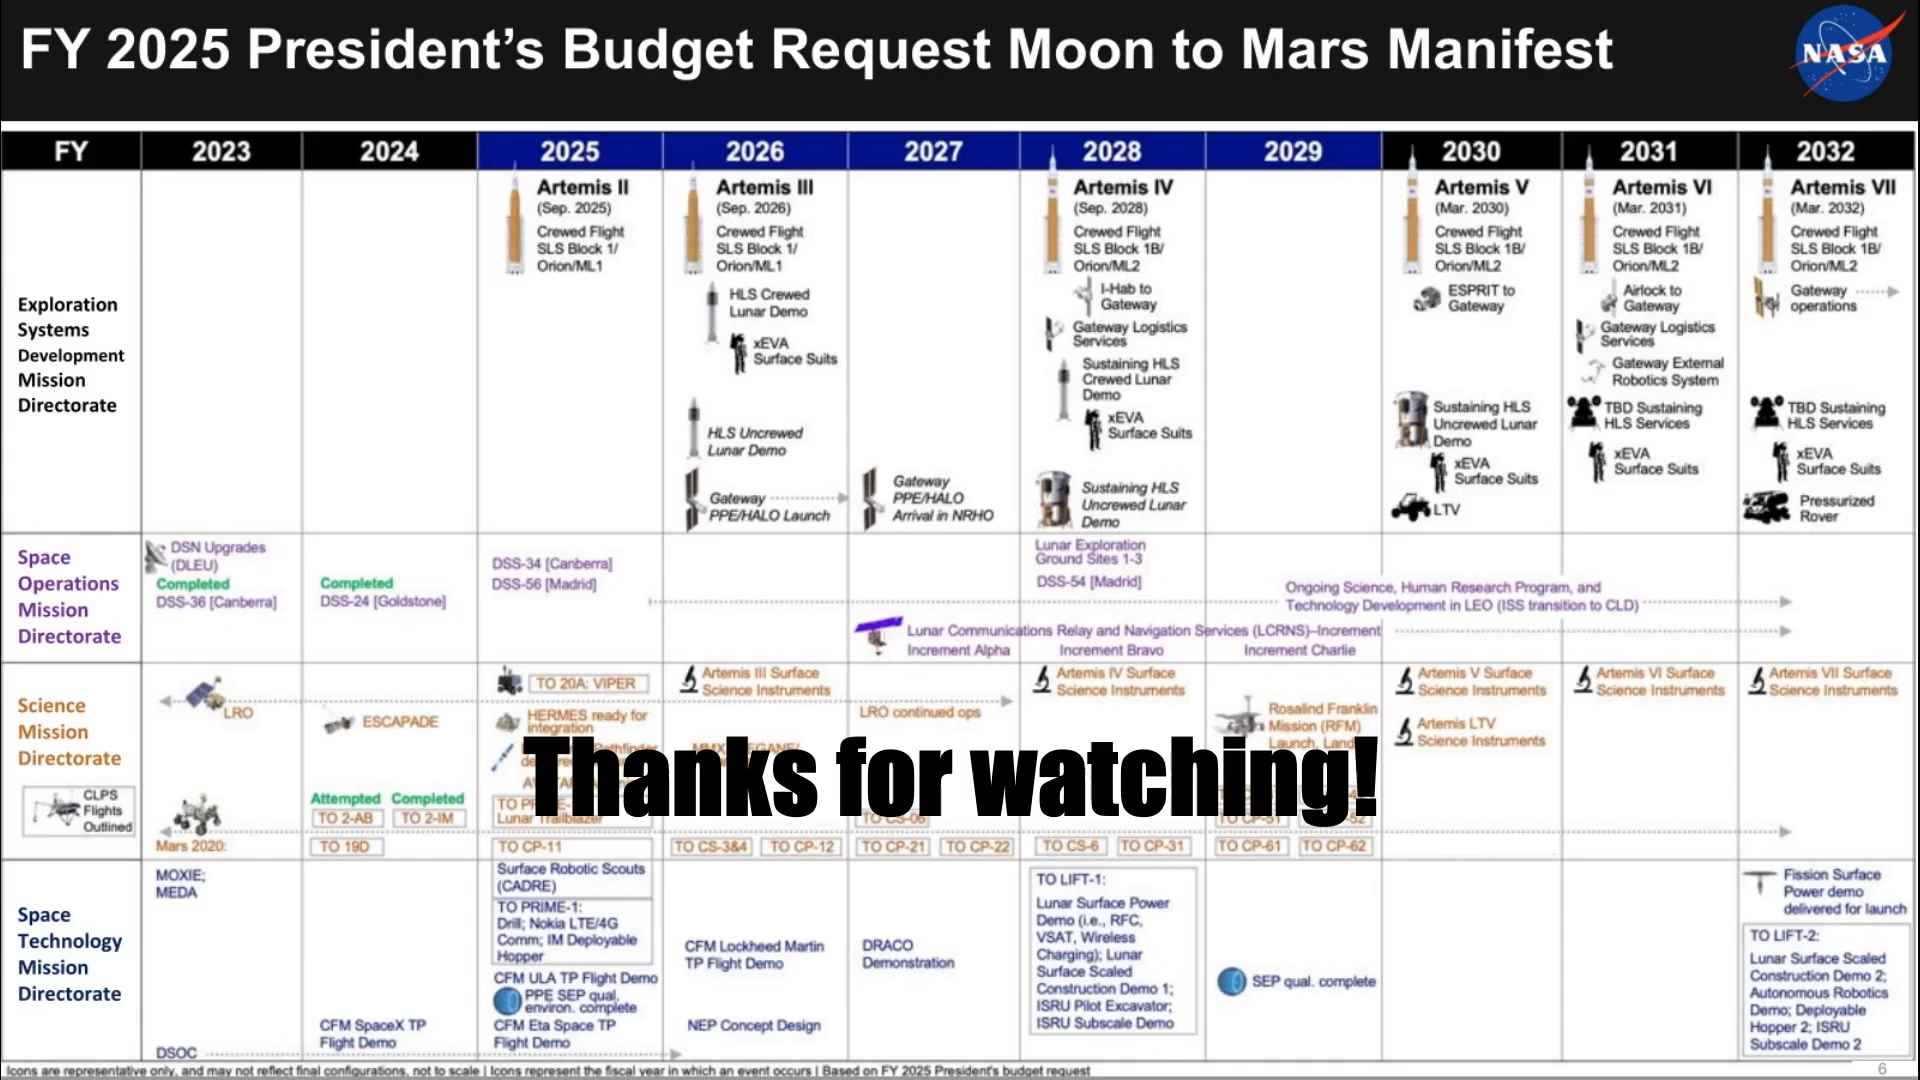 FY 2025 President's Budget Request Moon to Mars Manifest
NASA
FY
2023
2024
2025
2026
2027
2028
2029
2030
2031
2032
Exploration
Systems
Development
Mission
Directorate
Artemis II
(Sep. 2025)
Crewed Flight
SLS Block 1/
Orion/ML1
Artemis III
(Sep. 2026)
Crewed Flight
SLS Block 1/
Orion/ML1
HLS Crewed
Lunar Demo
xEVA
Surface Suits
HLS Uncrewed
Lunar Demo
Gateway
PPE/HALO Launch
Gateway
PPE/HALO
Arrival in NRHO
Artemis IV
(Sep. 2028)
Crewed Flight
SLS Block 1B/
Orion/ML2
I-Hab to
Gateway
Gateway Logistics
Services
Sustaining HLS
Crewed Lunar
Demo
xEVA
Surface Suits
Sustaining HLS
Uncrewed Lunar
Demo
Artemis V
(Mar. 2030)
Crewed Flight
SLS Block 1B/
Orion/ML2
ESPRIT to
Gateway
Sustaining HLS
Uncrewed Lunar
Demo
xEVA
Surface Suits
LTV
Artemis VI
(Mar. 2031)
Crewed Flight
SLS Block 1B/
Orion/ML2
Airlock to
Gateway
Gateway Logistics
Services
Gateway External
Robotics System
TBD Sustaining
HLS Services
xEVA
Surface Suits
Artemis VII
(Mar. 2032)
Crewed Flight
SLS Block 1B/
Orion/ML2
Gateway
operations
TBD Sustaining
HLS Services
xEVA
Surface Suits
Pressurized
Rover
Space
Operations
Mission
Directorate
DSN Upgrades
(DLEU)
Completed
DSS-36 [Canberra]
Completed
DSS-24 [Goldstone]
DSS-34 [Canberra]
DSS-56 [Madrid]
Lunar Exploration
Ground Sites 1-3
DSS-54 [Madrid]
Ongoing Science, Human Research Program, and
Technology Development in LEO (ISS transition to CLD)
Lunar Communications Relay and Navigation Services (LCRNS)–Increment
Increment Alpha
Increment Bravo
Increment Charlie
Science
Mission
Directorate
CLPS
Flights
Outlined
LRO
Mars 2020:
ESCAPADE
Attempted
Completed
TO 2-AB
TO 2-IM
TO 19D
TO 20A: VIPER
HERMES ready for
integration
Lunar Trailblazer
TO CP-11
Artemis III Surface
Science Instruments
TO CS-3&4
TO CP-12
LRO continued ops
TO CP-21
TO CP-22
Artemis IV Surface
Science Instruments
TO CS-6
TO CP-31
Rosalind Franklin
Mission (RFM)
Launch,
TO CP-61
TO CP-62
Artemis V Surface
Science Instruments
Artemis LTV
Science Instruments
Artemis VI Surface
Science Instruments
Artemis VII Surface
Science Instruments
Thanks for watching!
Space
Technology
Mission
Directorate
MOXIE;
MEDA
DSOC
CFM SpaceX TP
Flight Demo
Surface Robotic Scouts
(CADRE)
TO PRIME-1:
Drill; Nokia LTE/4G
Comm; IM Deployable
Hopper
CFM ULA TP Flight Demo
PPE SEP qual,
environ. complete
CFM Eta Space TP
Flight Demo
CFM Lockheed Martin
TP Flight Demo
NEP Concept Design
DRACO
Demonstration
TO LIFT-1:
Lunar Surface Power
Demo (i.e., RFC,
VSAT, Wireless
Charging); Lunar
Surface Scaled
Construction Demo 1;
ISRU Pilot Excavator;
ISRU Subscale Demo
SEP qual. complete
Fission Surface
Power demo
delivered for launch
TO LIFT-2:
Lunar Surface Scaled
Construction Demo 2;
Autonomous Robotics
Demo; Deployable
Hopper 2; ISRU
Subscale Demo 2
Icons are representative only, and may not reflect final configurations, not to scale | Icons represent the fiscal year in which an event occurs | Based on FY 2025 President's budget request
6